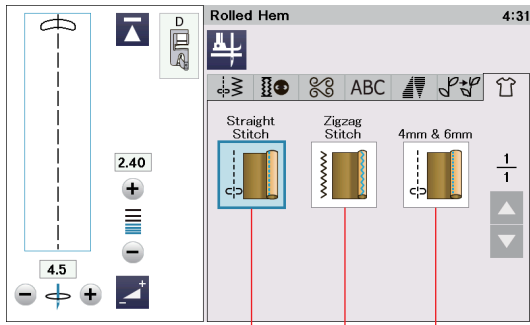 D
2.40
4.5
Rolled Hem 4:31
ABC
Straight
Stitch
Zigzag
Stitch
4mm & 6mm
1
1